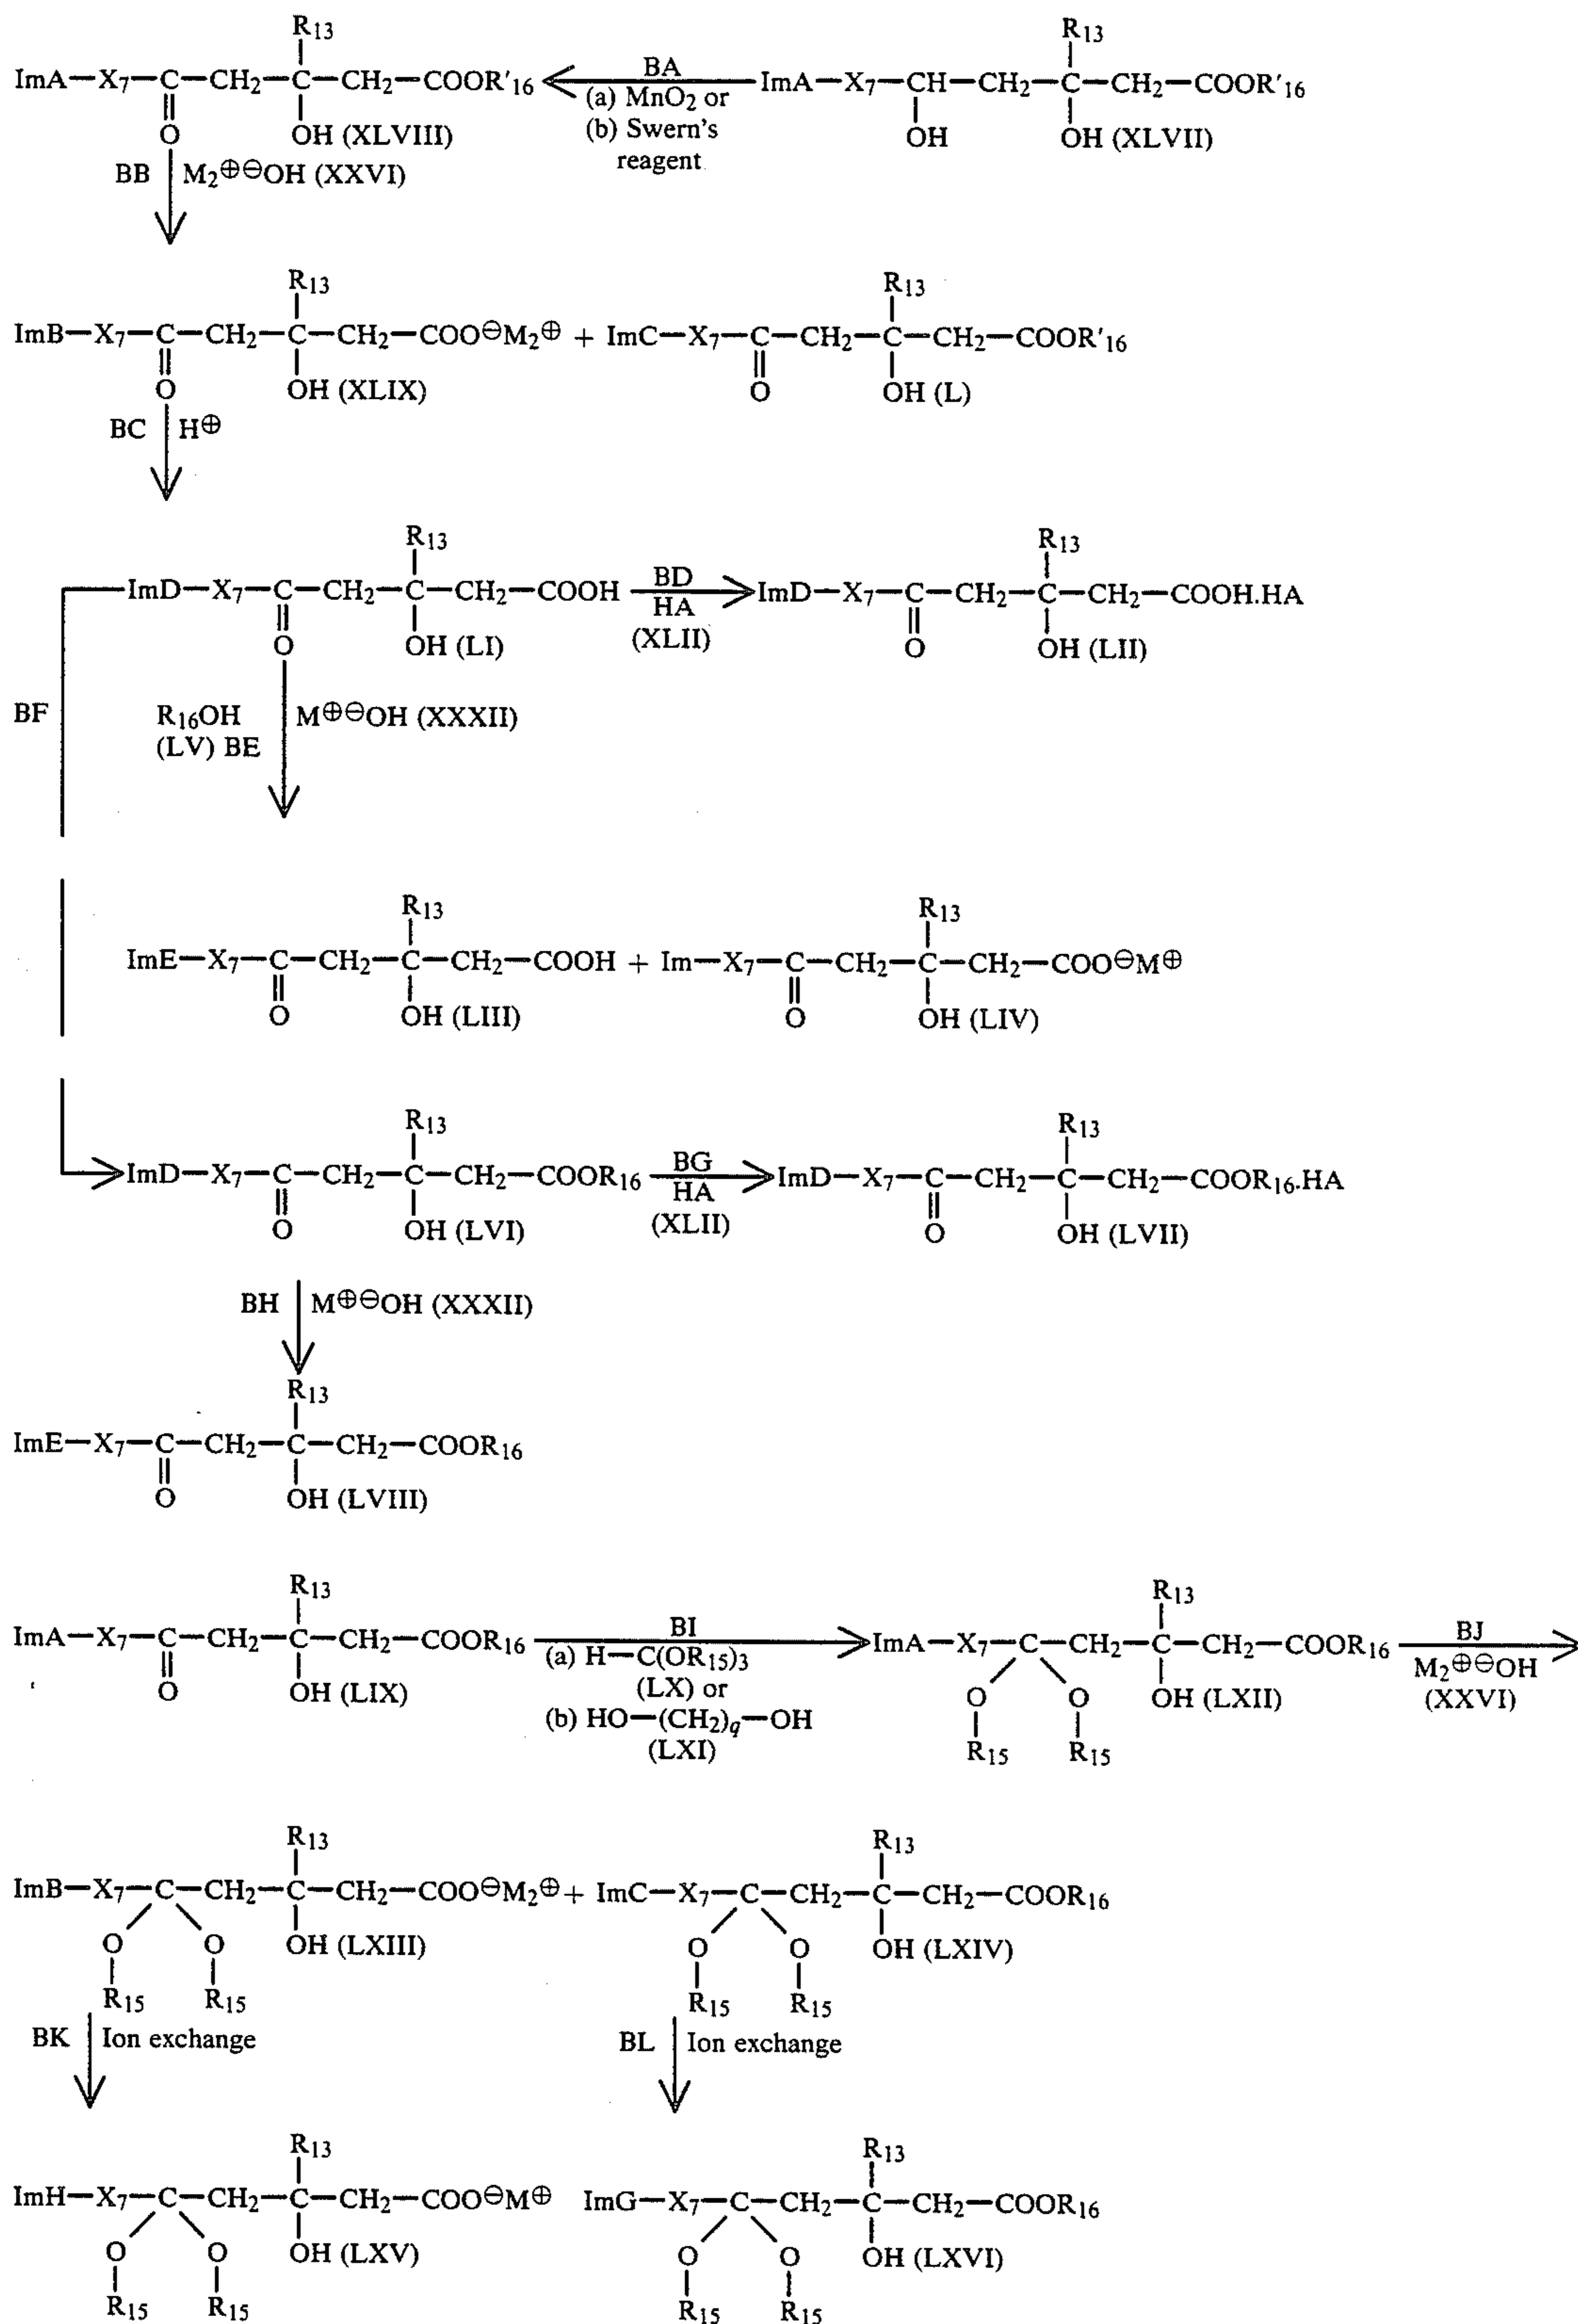 R13 R13
ImA—X7—C—CH2—C—CH2—COOR'16 BA ImA—X7—CH—CH2—C—CH2—COOR'16
(a) MnO2 or
O OH (XLVIII) (b) Swern's OH OH (XLVII)
reagent
BB M2⊕⊖OH (XXVI)
R13 R13
ImB—X7—C—CH2—C—CH2—COO⊖M2⊕ + ImC—X7—C—CH2—C—CH2—COOR'16
O OH (XLIX) O OH (L)
BC H⊕
R13 R13
ImD—X7—C—CH2—C—CH2—COOH BD ImD—X7—C—CH2—C—CH2—COOH.HA
HA
O OH (LI) (XLII) O OH (LII)
BF R16OH M⊕⊖OH (XXXII)
(LV) BE
R13 R13
ImE—X7—C—CH2—C—CH2—COOH + Im—X7—C—CH2—C—CH2—COO⊖M⊕
O OH (LIII) O OH (LIV)
R13 R13
ImD—X7—C—CH2—C—CH2—COOR16 BG ImD—X7—C—CH2—C—CH2—COOR16.HA
HA
O OH (LVI) (XLII) O OH (LVII)
BH M⊕⊖OH (XXXII)
R13
ImE—X7—C—CH2—C—CH2—COOR16
O OH (LVIII)
R13 R13
ImA—X7—C—CH2—C—CH2—COOR16 BI ImA—X7—C—CH2—C—CH2—COOR16 BJ
(a) H—C(OR15)3 M2⊕⊖OH
O OH (LIX) (LX) or O O OH (LXII) (XXVI)
(b) HO—(CH2)q—OH
(LXI) R15 R15
R13 R13
ImB—X7—C—CH2—C—CH2—COO⊖M2⊕ + ImC—X7—C—CH2—C—CH2—COOR16
O O OH (LXIII) O O OH (LXIV)
R15 R15 R15 R15
BK Ion exchange BL Ion exchange
R13 R13
ImH—X7—C—CH2—C—CH2—COO⊖M⊕ ImG—X7—C—CH2—C—CH2—COOR16
O O OH (LXV) O O OH (LXVI)
R15 R15 R15 R15